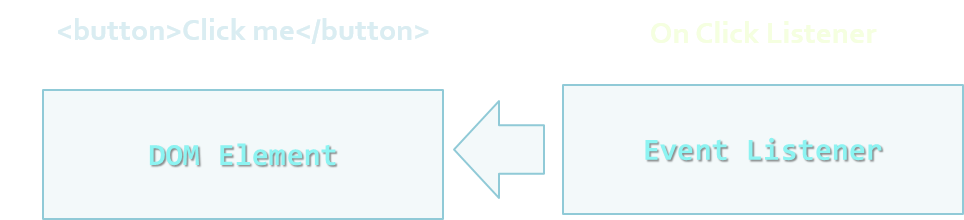 <button>Click me</button>
On Click Listener
DOM Element
Event Listener